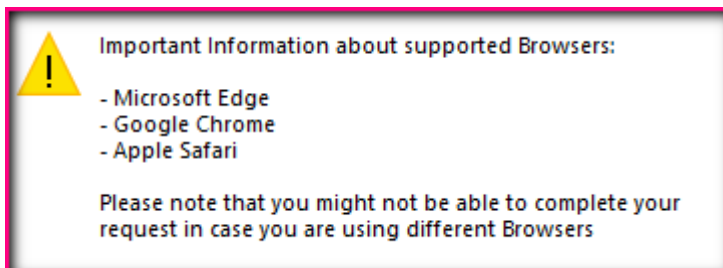 Important Information about supported Browsers:
- Microsoft Edge
- Google Chrome
- Apple Safari
Please note that you might not be able to complete your
request in case you are using different Browsers